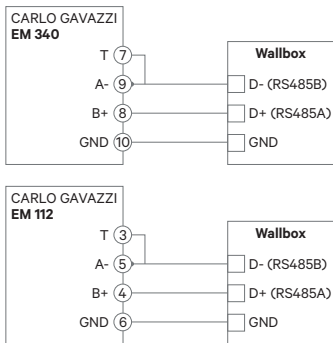 CARLO GAVAZZI
EM 340
T 7
A- 9
B+ 8
GND 10
Wallbox
D- (RS485B)
D+ (RS485A)
GND
CARLO GAVAZZI
EM 112
T 3
A- 5
B+ 4
GND 6
Wallbox
D- (RS485B)
D+ (RS485A)
GND